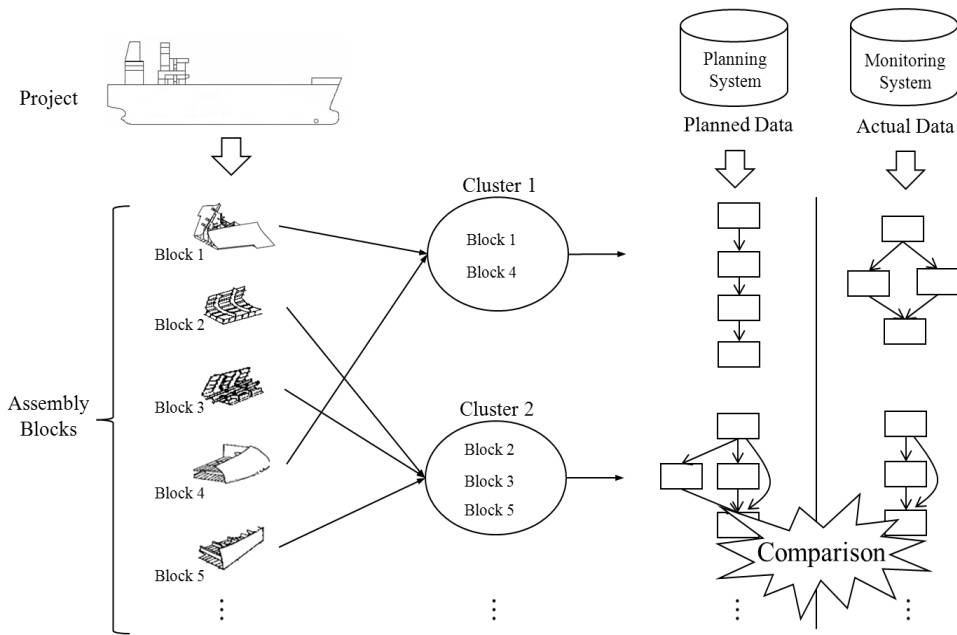 Project
Planning
System
Monitoring
System
Planned Data
Actual Data
Assembly
Blocks
Block 1
Block 2
Block 3
Block 4
Block 5
⋮
Cluster 1
Block 1
Block 4
Cluster 2
Block 2
Block 3
Block 5
⋮
Comparison
⋮
⋮